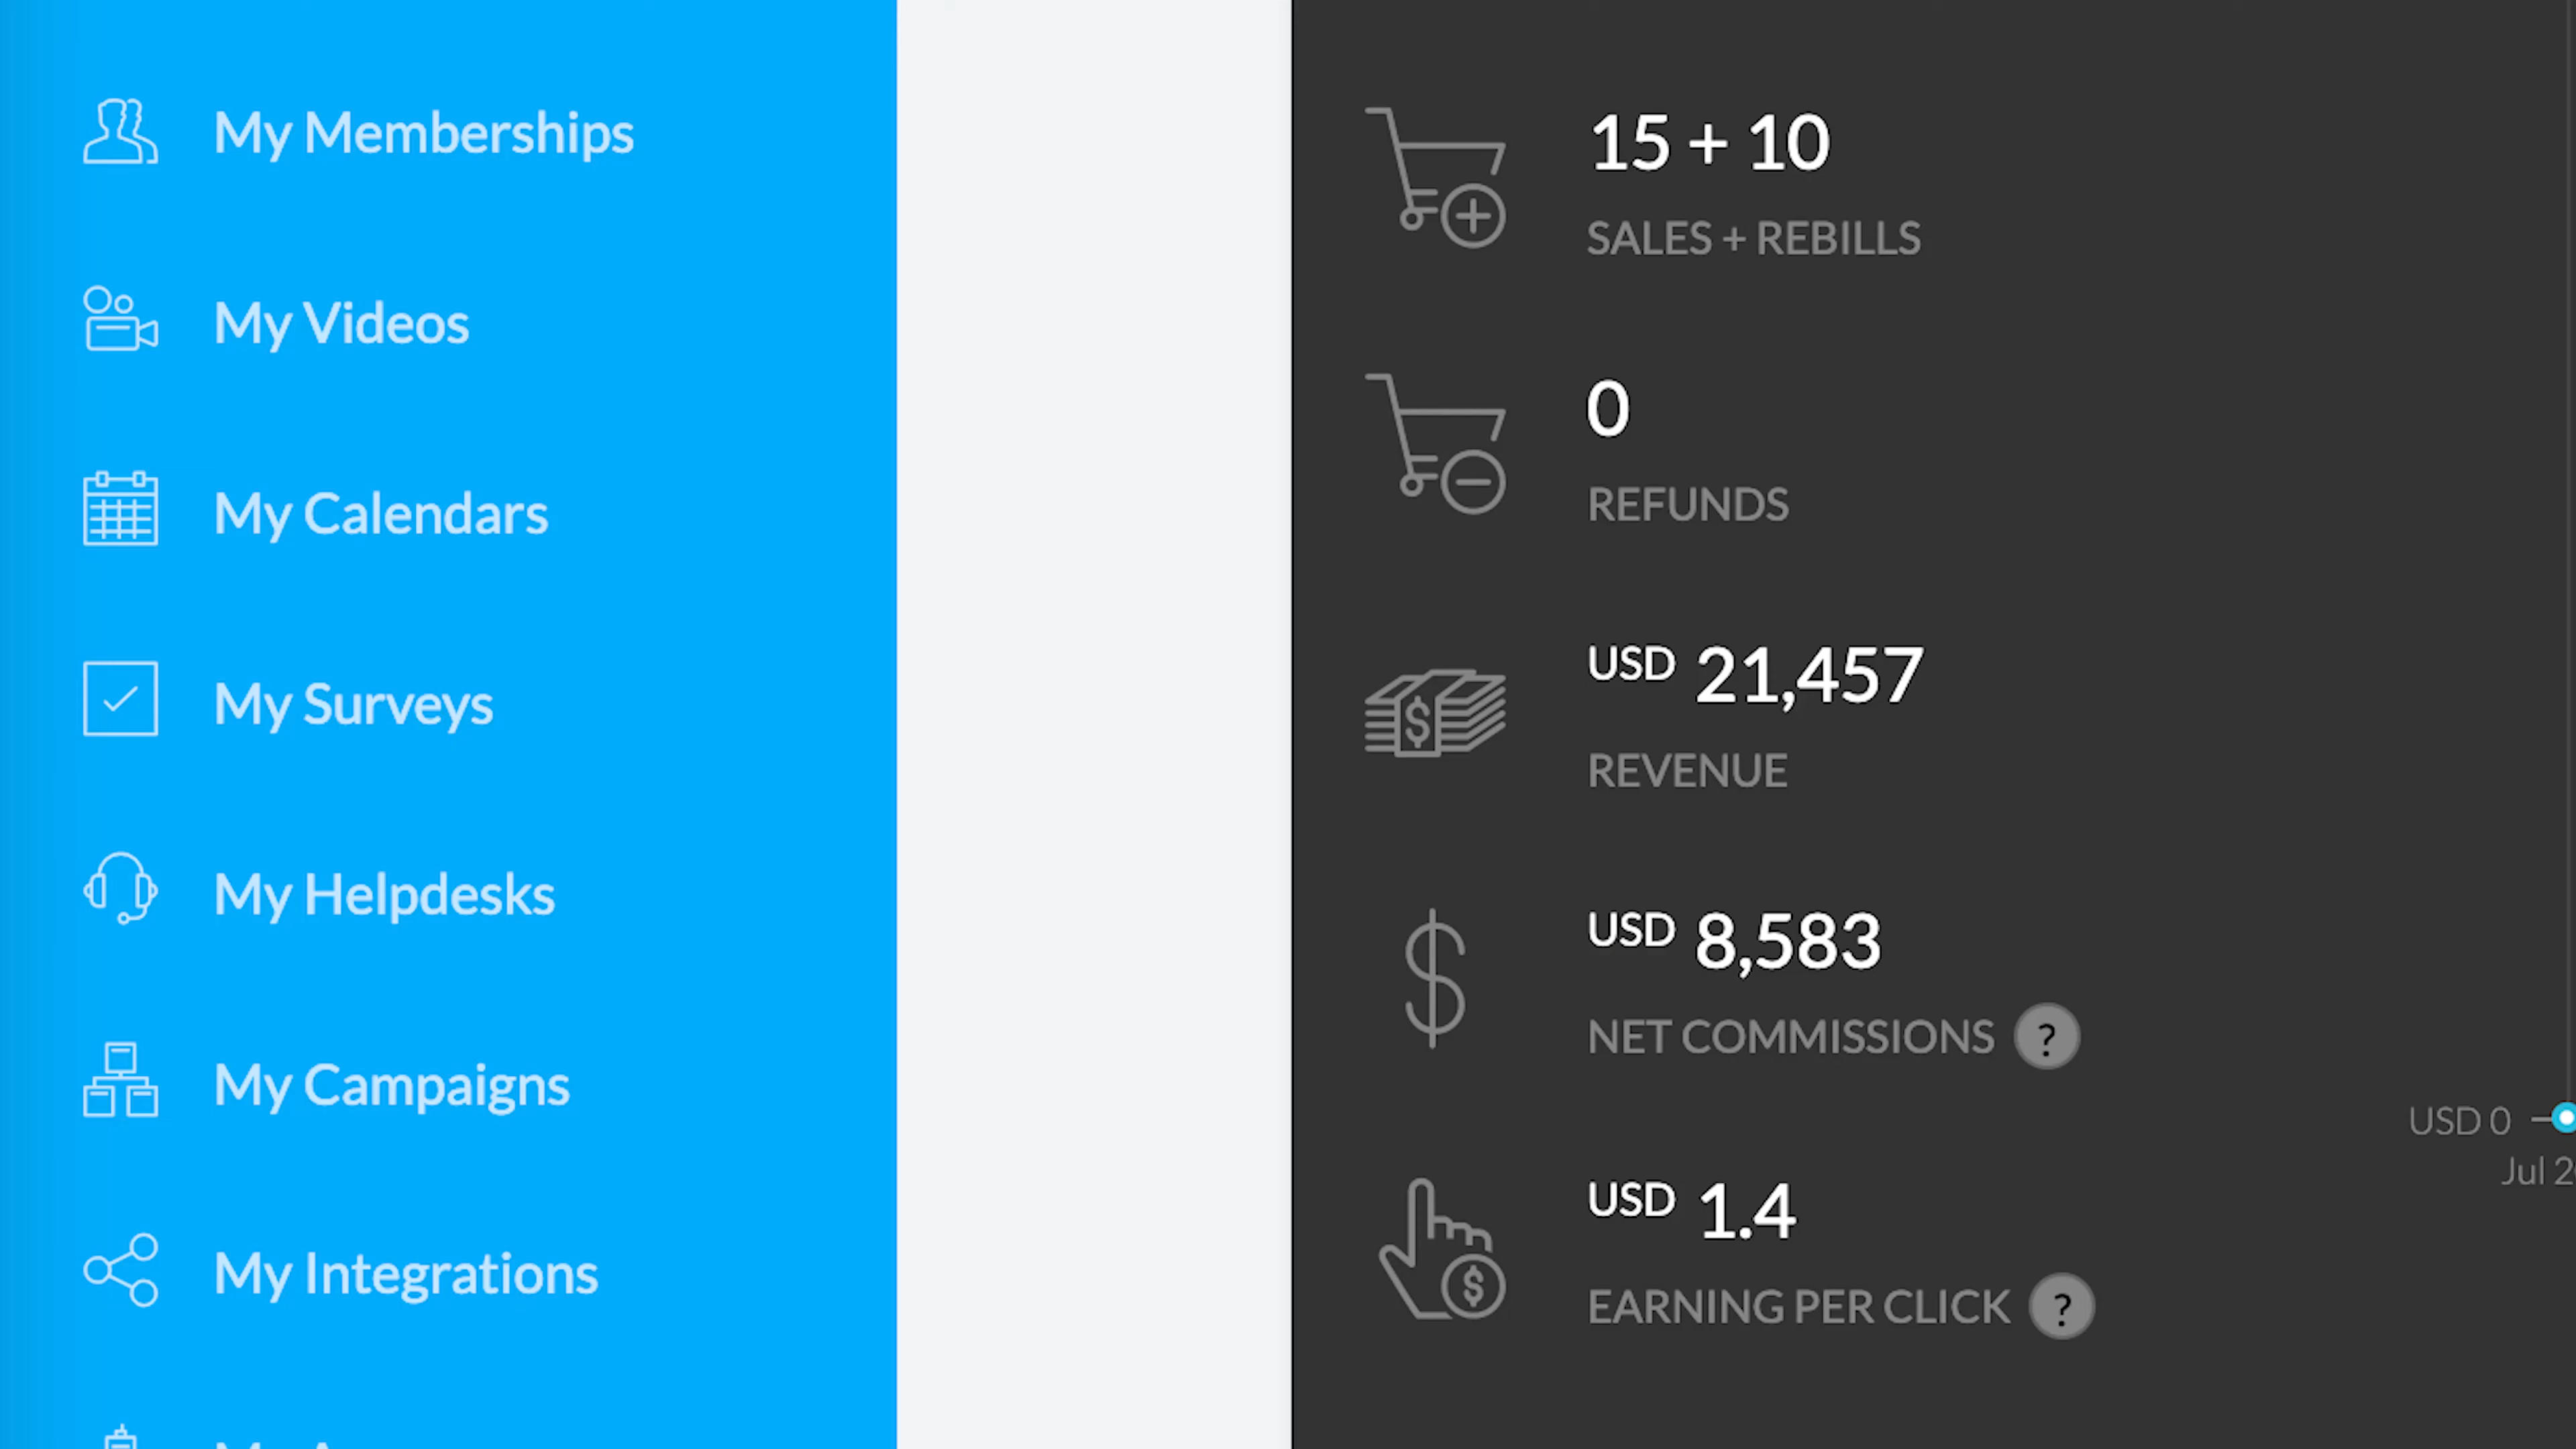 My Memberships
My Videos
My Calendars
My Surveys
My Helpdesks
My Campaigns
My Integrations
15 + 10
SALES + REBILLS
0
REFUNDS
USD 21,457
REVENUE
USD 8,583
NET COMMISSIONS ?
USD 1.4
EARNING PER CLICK ?
USD 0
Jul